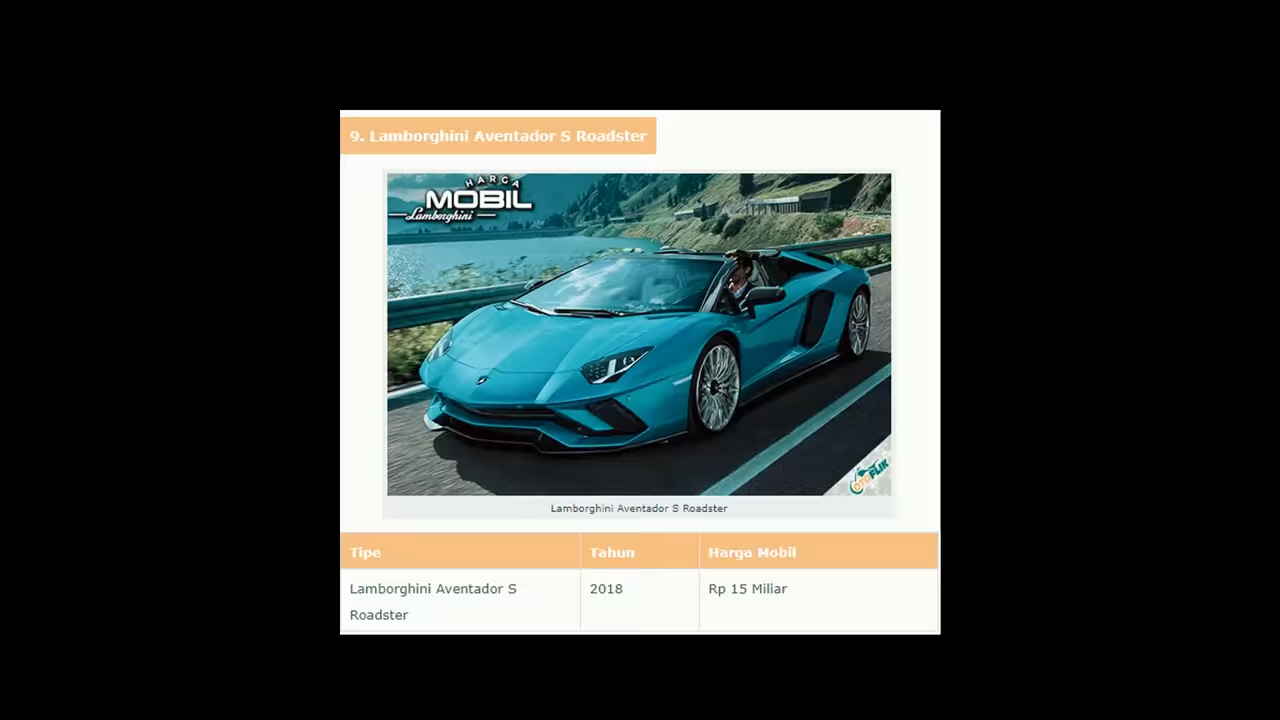 9. Lamborghini Aventador S Roadster
HARGA
MOBIL
Lamborghini
OTOFLIK
Lamborghini Aventador S Roadster
Tipe Tahun Harga Mobil
Lamborghini Aventador S 2018 Rp 15 Miliar
Roadster